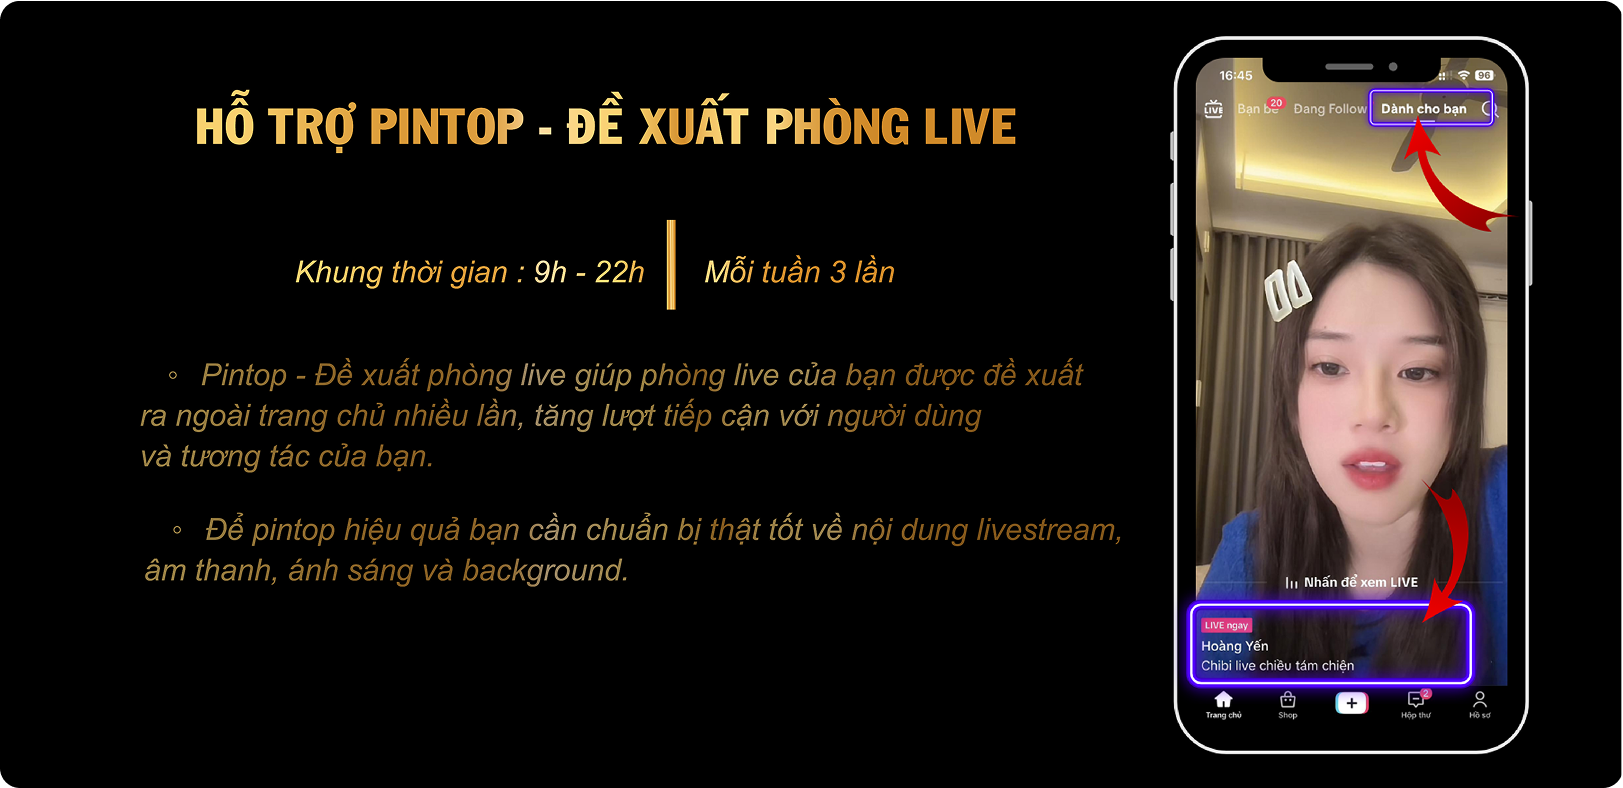 HỖ TRỢ PINTOP - ĐỀ XUẤT PHÒNG LIVE
Khung thời gian : 9h - 22h
Mỗi tuần 3 lần
◦ Pintop - Đề xuất phòng live giúp phòng live của bạn được đề xuất
ra ngoài trang chủ nhiều lần, tăng lượt tiếp cận với người dùng
và tương tác của bạn.
◦ Để pintop hiệu quả bạn cần chuẩn bị thật tốt về nội dung livestream,
âm thanh, ánh sáng và background.
16:45 96
LIVE Bạn bè 20 Đang Follow Dành cho bạn
Nhấn để xem LIVE
LIVE ngay
Hoàng Yến
Chibi live chiều tám chiện
2
Trang chủ Shop Hộp thư Hồ sơ